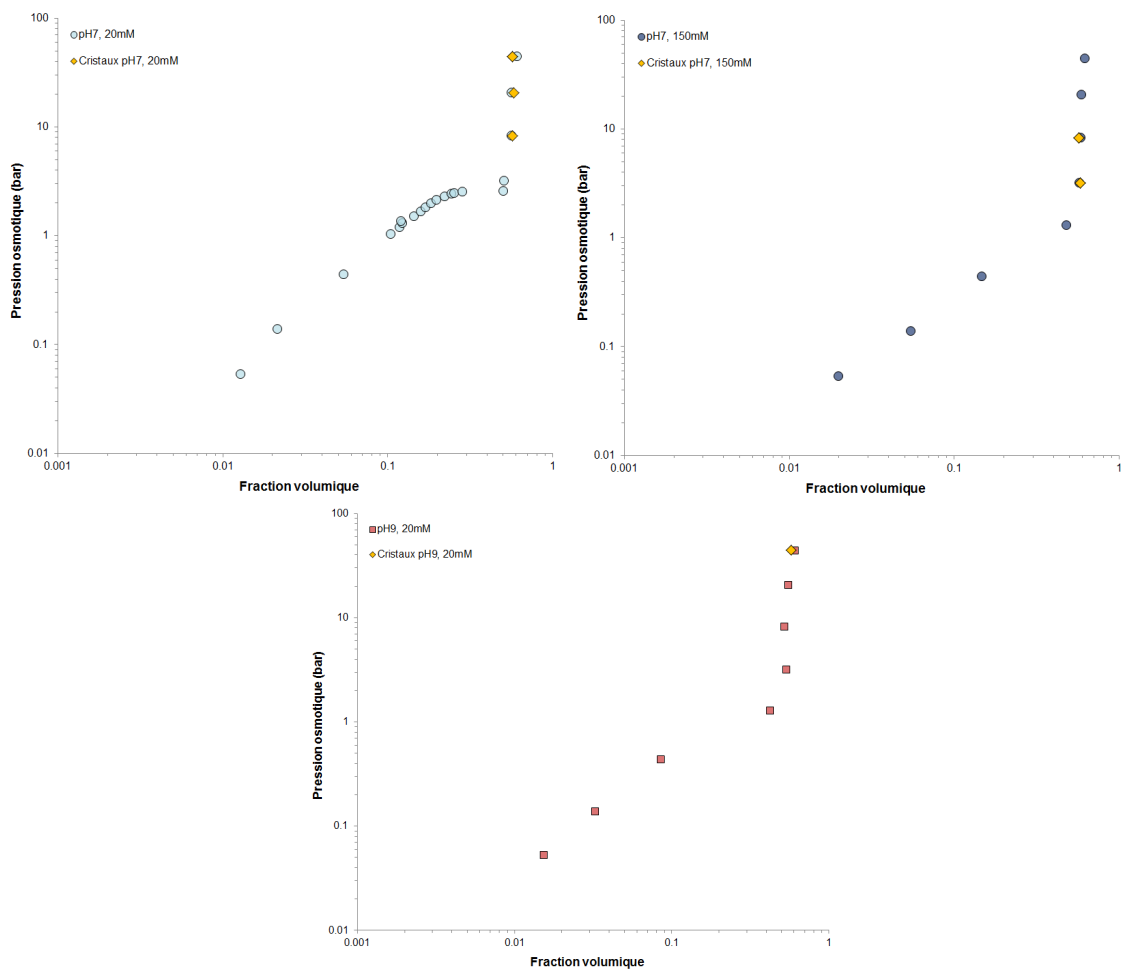 100
10
1
0.1
0.01
0.001
0.01
0.1
1
Pression osmotique (bar)
Fraction volumique
pH7, 20mM
Cristaux pH7, 20mM
100
10
1
0.1
0.01
0.001
0.01
0.1
1
Pression osmotique (bar)
Fraction volumique
pH7, 150mM
Cristaux pH7, 150mM
100
10
1
0.1
0.01
0.001
0.01
0.1
1
Pression osmotique (bar)
Fraction volumique
pH9, 20mM
Cristaux pH9, 20mM